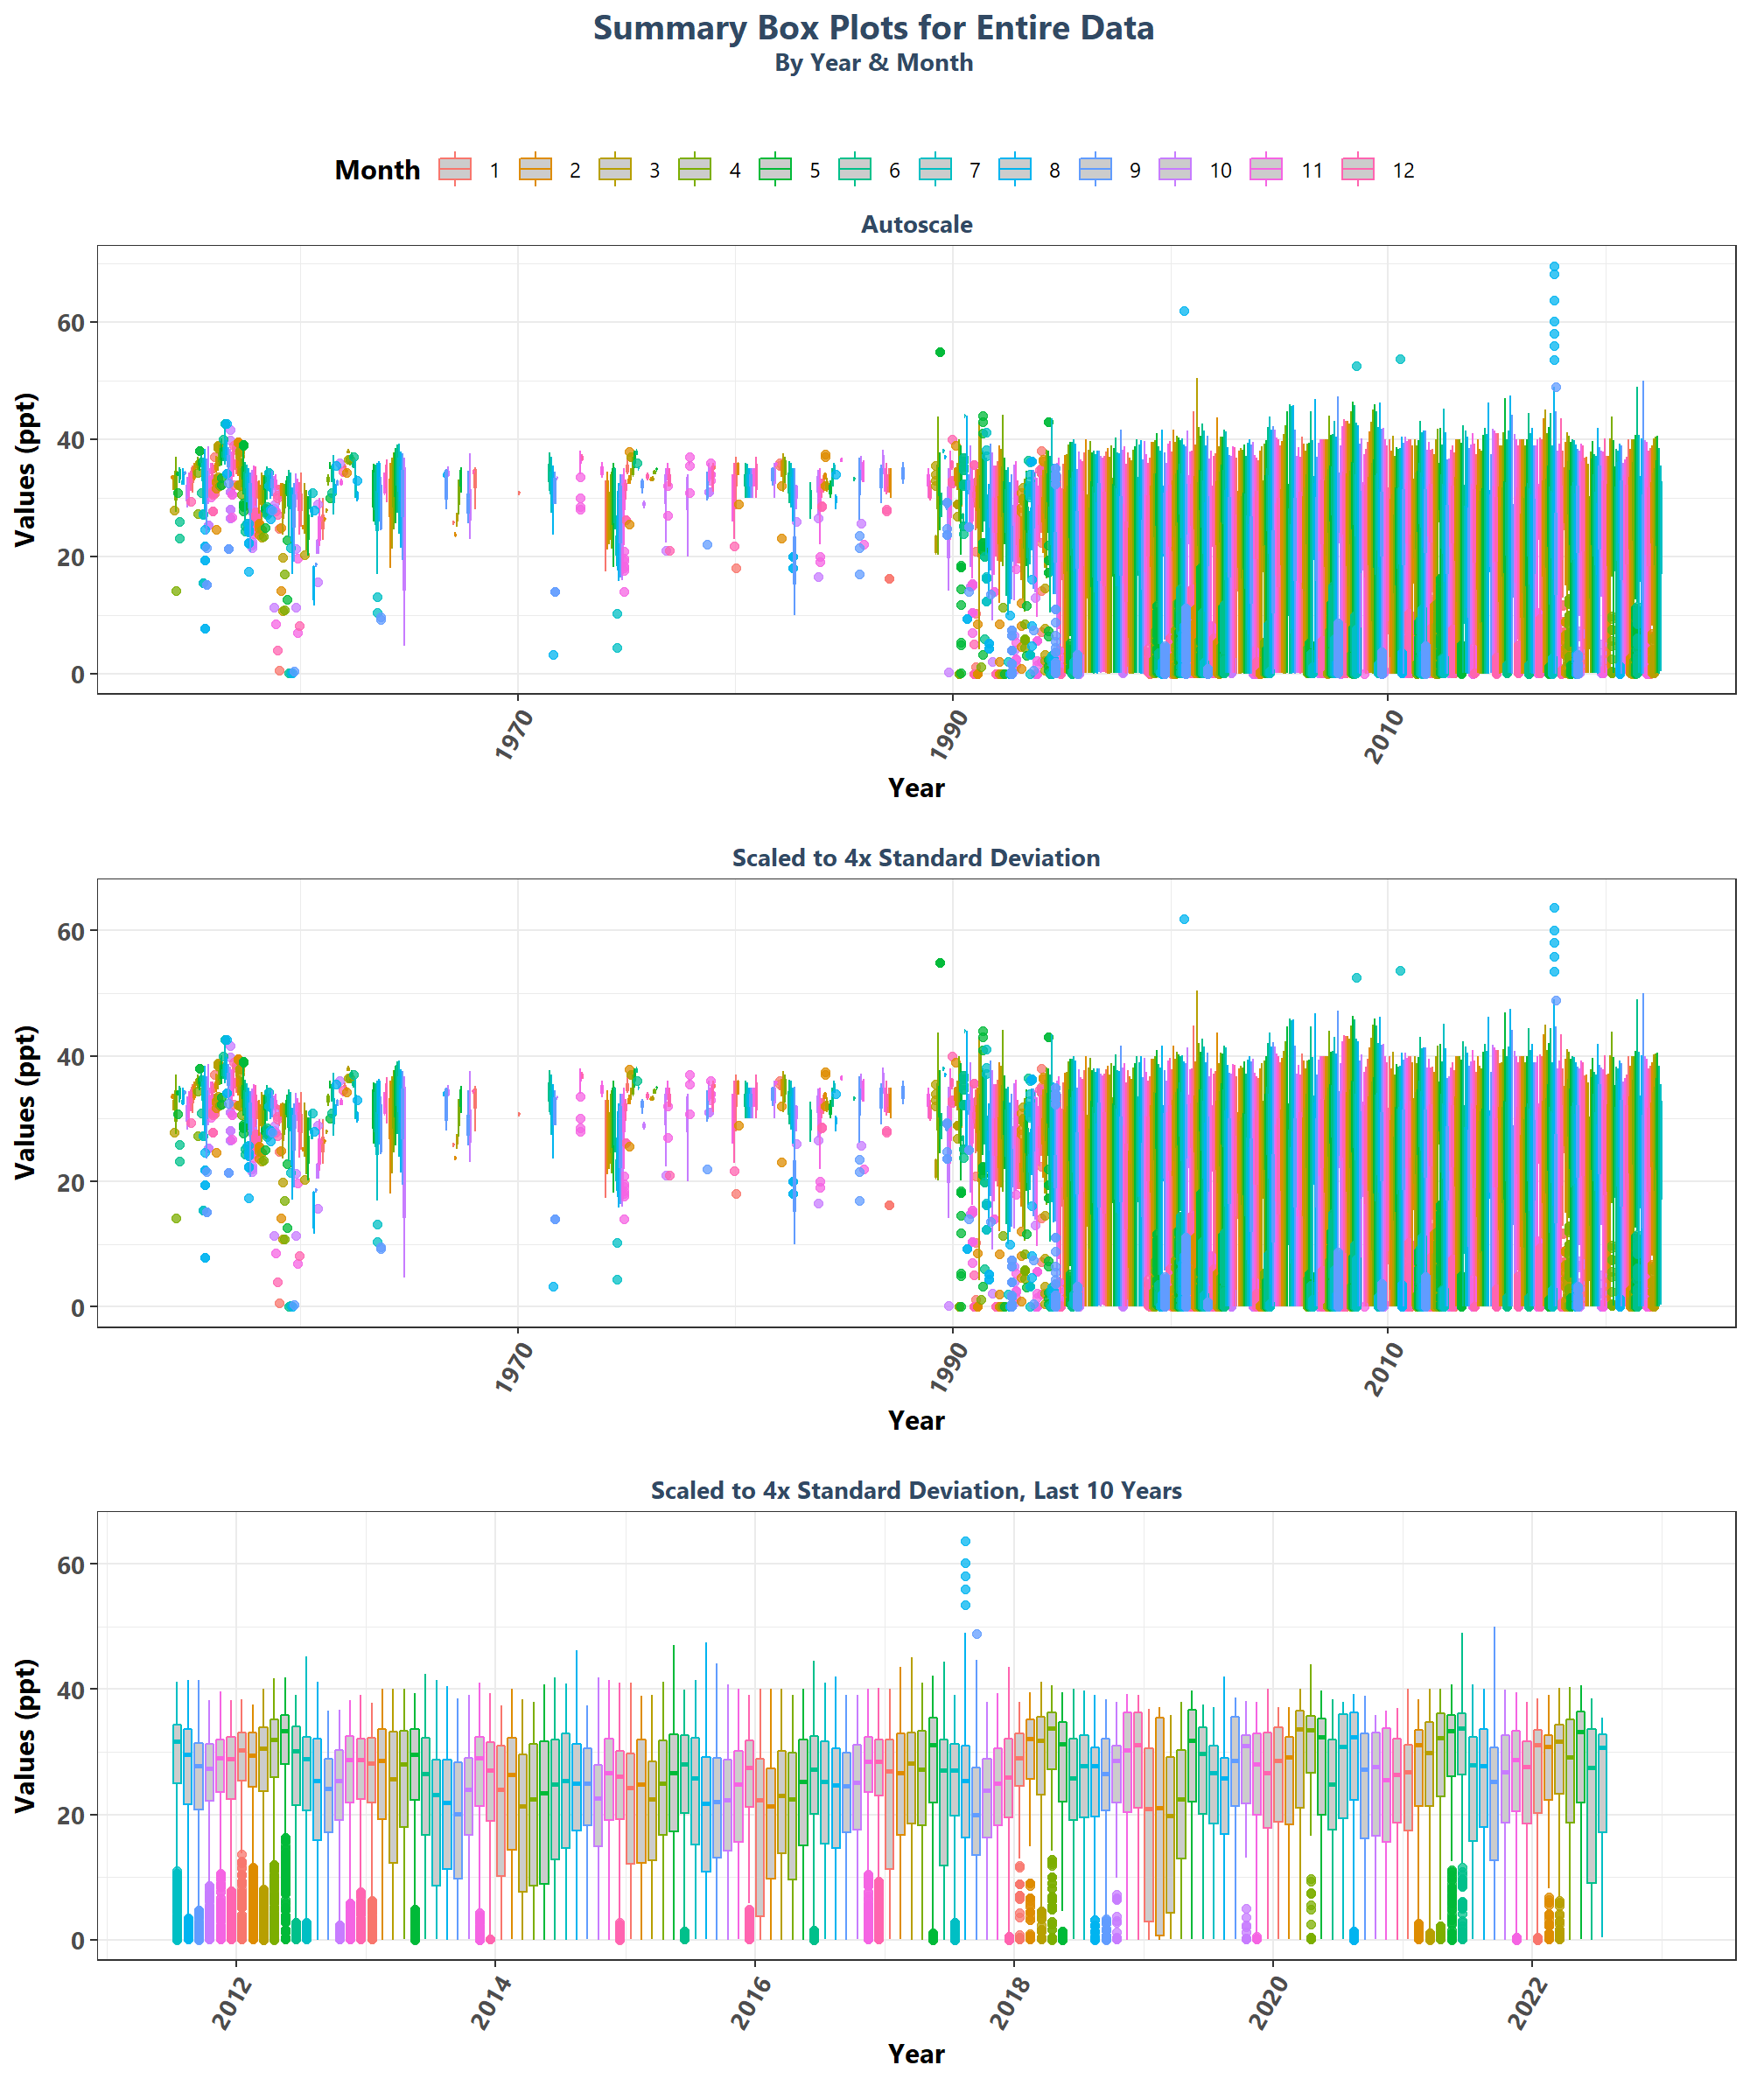 Summary Box Plots for Entire Data
By Year & Month
Month 1 2 3 4 5 6 7 8 9 10 11 12
Autoscale
Values (ppt)
60
40
20
0
1970 1990 2010
Year
Scaled to 4x Standard Deviation
Values (ppt)
60
40
20
0
1970 1990 2010
Year
Scaled to 4x Standard Deviation, Last 10 Years
Values (ppt)
60
40
20
0
2012 2014 2016 2018 2020 2022
Year